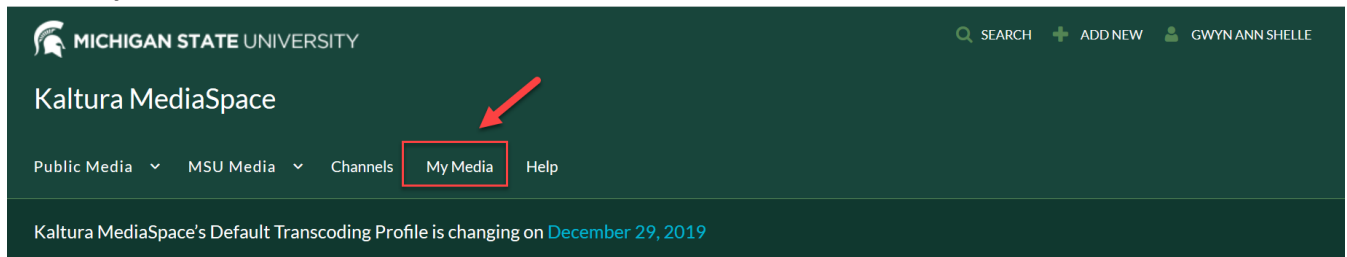 MICHIGAN STATE UNIVERSITY
SEARCH ADD NEW GWYN ANN SHELLE
Kaltura MediaSpace
Public Media MSU Media Channels My Media Help
Kaltura MediaSpace's Default Transcoding Profile is changing on December 29, 2019